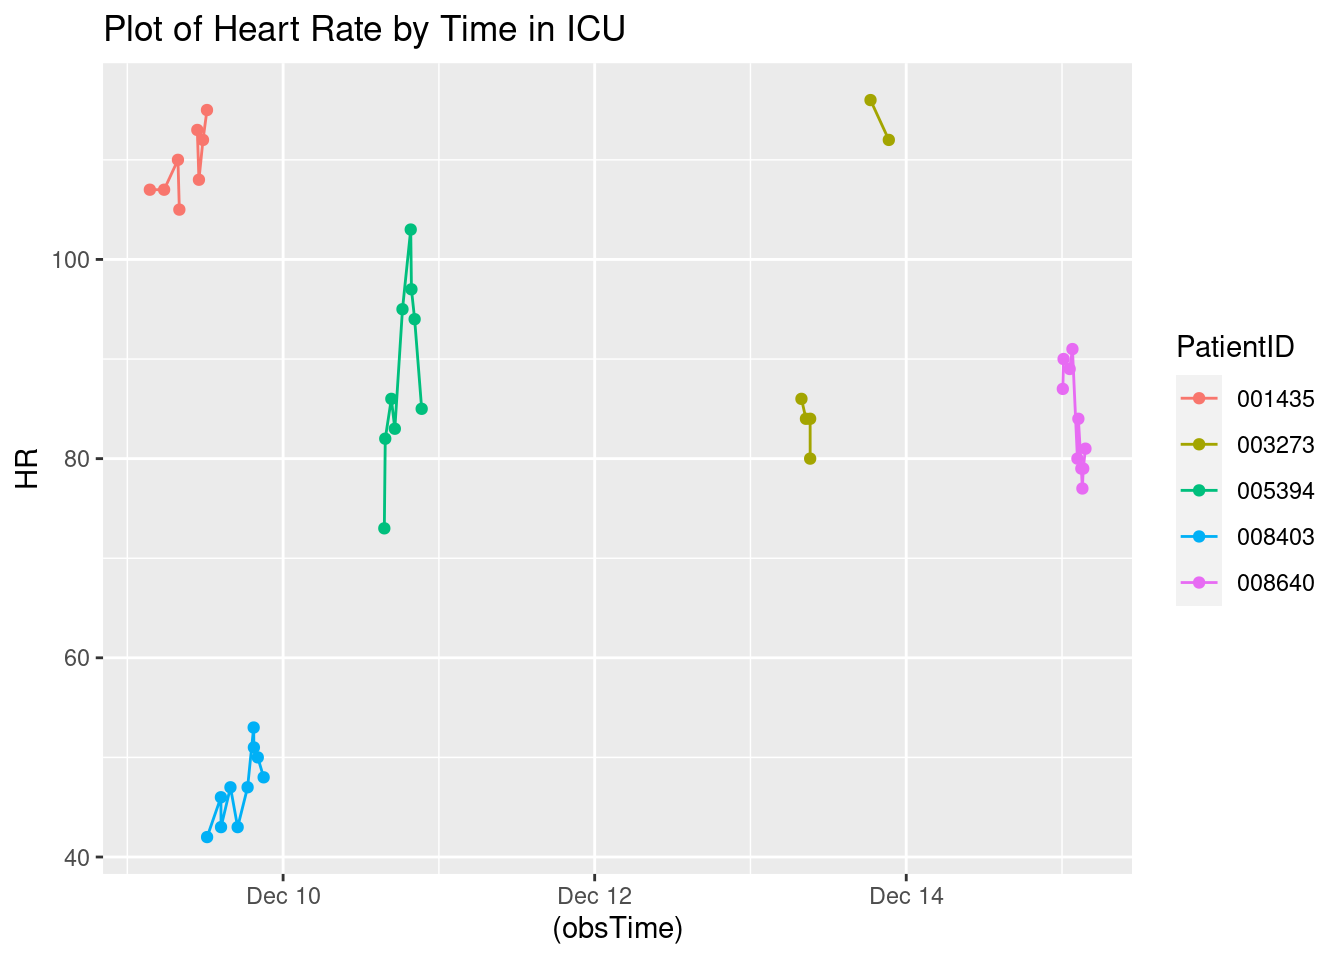 Plot of Heart Rate by Time in ICU
100
80
60
40
HR
Dec 10
Dec 12
Dec 14
(obsTime)
PatientID
001435
003273
005394
008403
008640